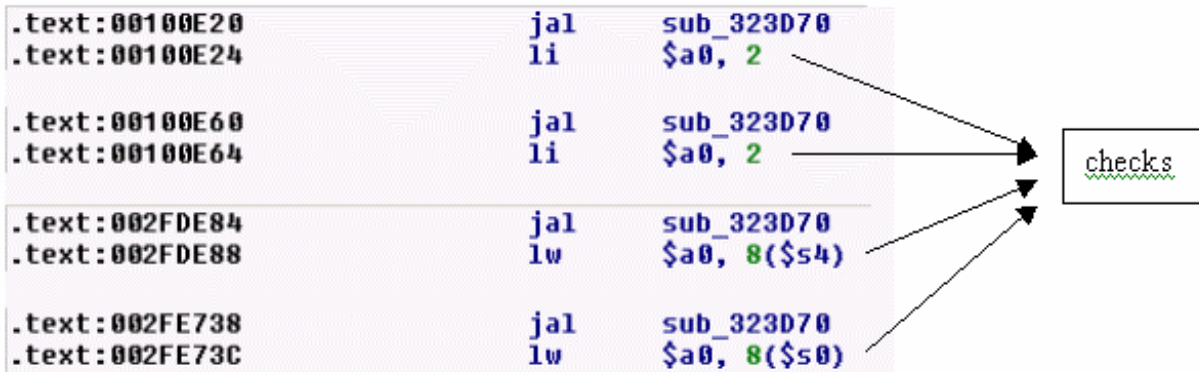 .text:00100E20 jal sub_323D70
.text:00100E24 li $a0, 2
.text:00100E60 jal sub_323D70
.text:00100E64 li $a0, 2
checks
.text:002FDE84 jal sub_323D70
.text:002FDE88 lw $a0, 8($s4)
.text:002FE738 jal sub_323D70
.text:002FE73C lw $a0, 8($s0)